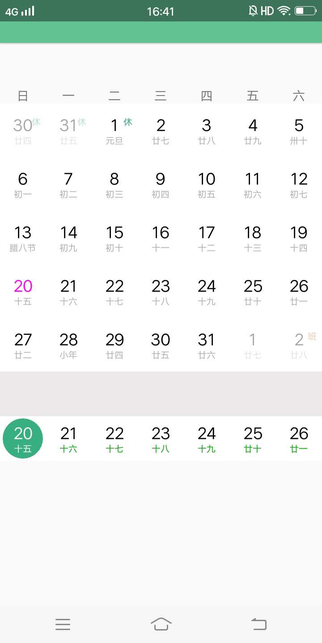 4G 16:41 HD
日 一 二 三 四 五 六
30休 31休 1休 2 3 4 5
廿四 廿五 元旦 廿七 廿八 廿九 卅十
6 7 8 9 10 11 12
初一 初二 初三 初四 初五 初六 初七
13 14 15 16 17 18 19
腊八节 初九 初十 十一 十二 十三 十四
20 21 22 23 24 25 26
十五 十六 十七 十八 十九 廿十 廿一
27 28 29 30 31 1 2班
廿二 小年 廿四 廿五 廿六 廿七 廿八
20 21 22 23 24 25 26
十五 十六 十七 十八 十九 廿十 廿一